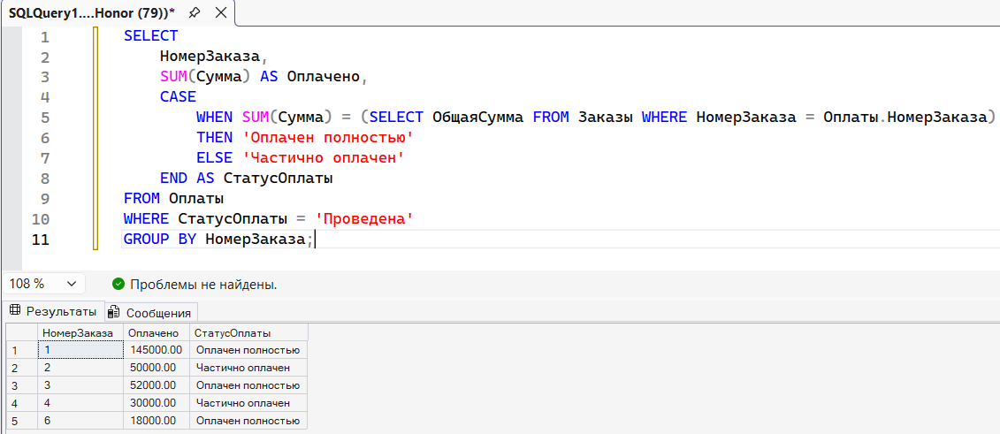 SQLQuery1....Honor (79))*
1 SELECT
2 НомерЗаказа,
3 SUM(Сумма) AS Оплачено,
4 CASE
5 WHEN SUM(Сумма) = (SELECT ОбщаяСумма FROM Заказы WHERE НомерЗаказа = Оплаты.НомерЗаказа)
6 THEN 'Оплачен полностью'
7 ELSE 'Частично оплачен'
8 END AS СтатусОплаты
9 FROM Оплаты
10 WHERE СтатусОплаты = 'Проведена'
11 GROUP BY НомерЗаказа;
108 % Проблемы не найдены.
Результаты Сообщения
НомерЗаказа Оплачено СтатусОплаты
1 1 145000.00 Оплачен полностью
2 2 50000.00 Частично оплачен
3 3 52000.00 Оплачен полностью
4 4 30000.00 Частично оплачен
5 6 18000.00 Оплачен полностью